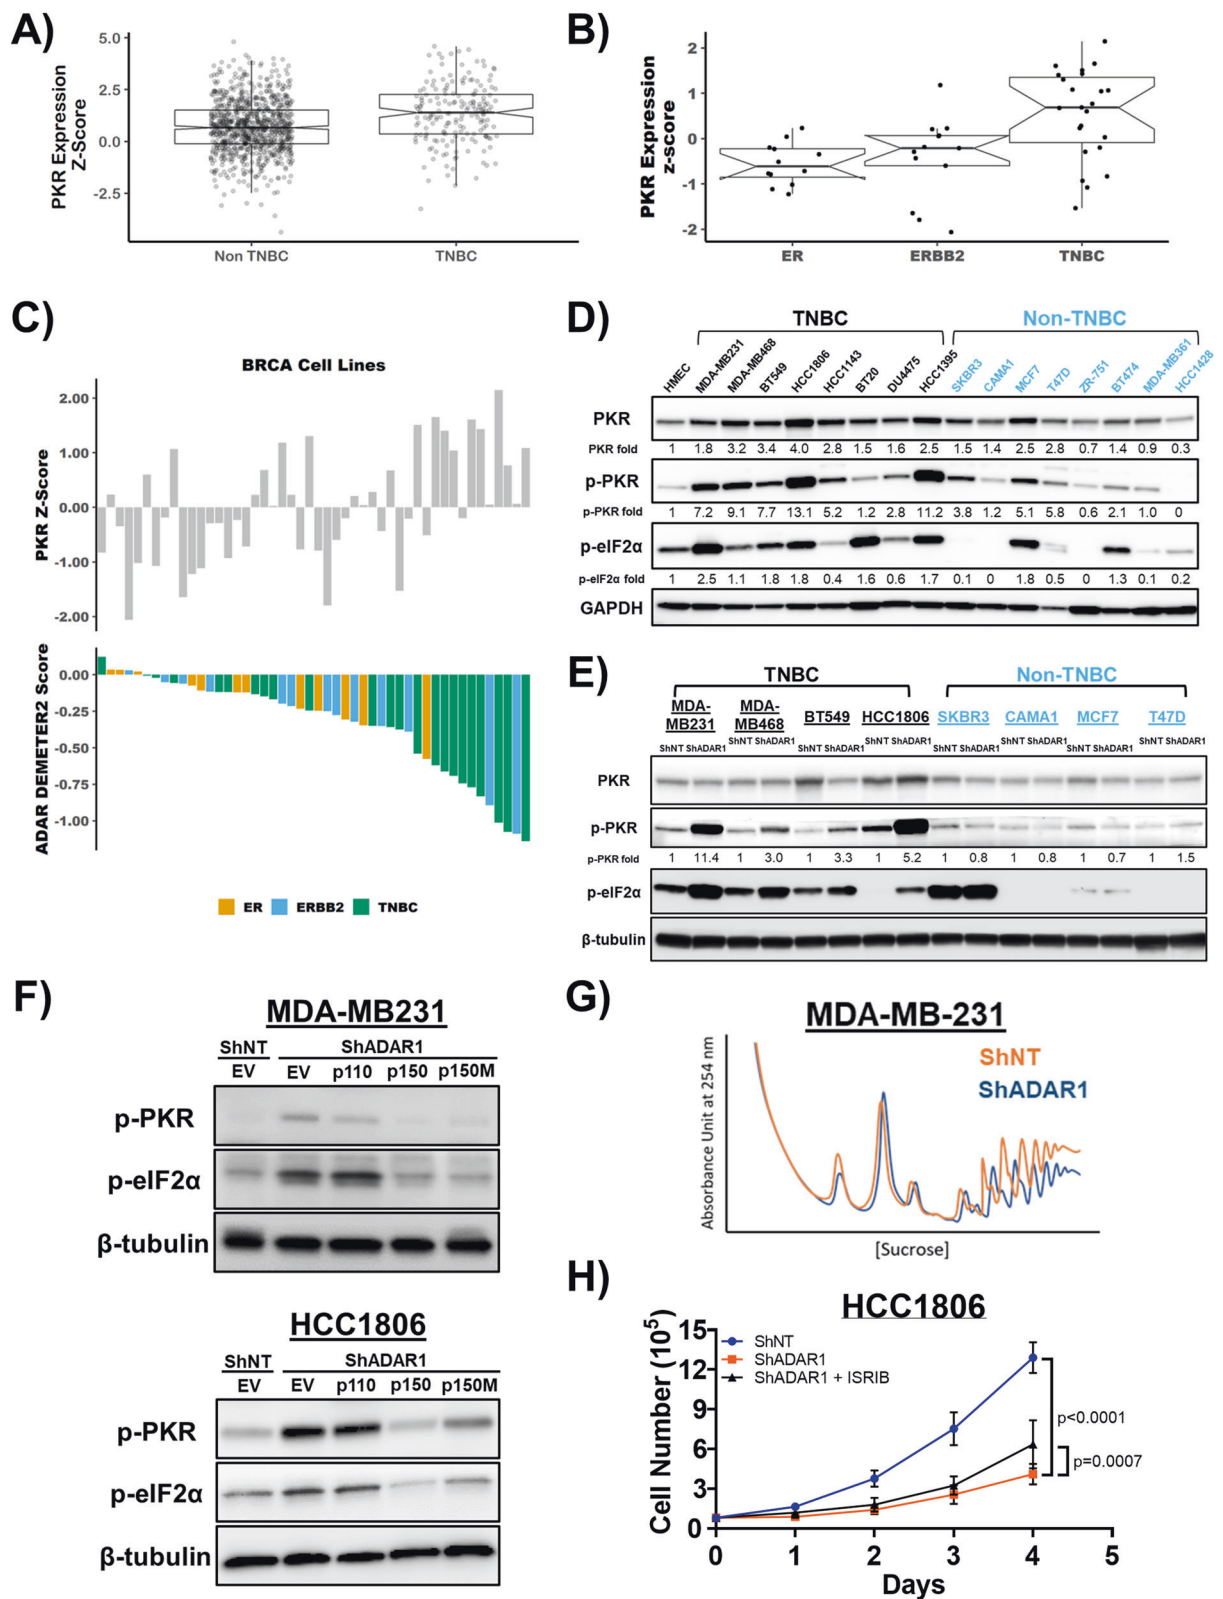 A)
PKR Expression
Z-Score
5.0
2.5
0.0
-2.5
Non TNBC TNBC
B)
PKR Expression
z-score
2
1
0
-1
-2
ER ERBB2 TNBC
C)
BRCA Cell Lines
PKR Z-Score
2.00
1.00
0.00
-1.00
-2.00
ADAR DEMETER2 Score
0.00
-0.25
-0.50
-0.75
-1.00
ER ERBB2 TNBC
D)
TNBC Non-TNBC
HMEC MDA-MB231 MDA-MB468 BT549 HCC1806 HCC1143 BT20 DU4475 HCC1395 SKBR3 CAMA1 MCF7 T47D ZR-751 BT474 MDA-MB361 HCC1428
PKR
PKR fold 1 1.8 3.2 3.4 4.0 2.8 1.5 1.6 2.5 1.5 1.4 2.5 2.8 0.7 1.4 0.9 0.3
p-PKR
p-PKR fold 1 7.2 9.1 7.7 13.1 5.2 1.2 2.8 11.2 3.8 1.2 5.1 5.8 0.6 2.1 1.0 0
p-eIF2α
p-eIF2α fold 1 2.5 1.1 1.8 1.8 0.4 1.6 0.6 1.7 0.1 0 1.8 0.5 0 1.3 0.1 0.2
GAPDH
E)
TNBC Non-TNBC
MDA-
MB231 MDA-
MB468 BT549 HCC1806 SKBR3 CAMA1 MCF7 T47D
ShNT ShADAR1 ShNT ShADAR1 ShNT ShADAR1 ShNT ShADAR1 ShNT ShADAR1 ShNT ShADAR1 ShNT ShADAR1 ShNT ShADAR1
PKR
p-PKR
p-PKR fold 1 11.4 1 3.0 1 3.3 1 5.2 1 0.8 1 0.8 1 0.7 1 1.5
p-eIF2α
β-tubulin
F)
MDA-MB231
ShNT ShADAR1
EV EV p110 p150 p150M
p-PKR
p-eIF2α
β-tubulin
HCC1806
ShNT ShADAR1
EV EV p110 p150 p150M
p-PKR
p-eIF2α
β-tubulin
G)
MDA-MB-231
ShNT
ShADAR1
Absorbance Unit at 254 nm
[Sucrose]
H)
HCC1806
Cell Number (10⁵)
15
12
9
6
3
0
ShNT
ShADAR1
ShADAR1 + ISRIB
p<0.0001
p=0.0007
0 1 2 3 4 5
Days